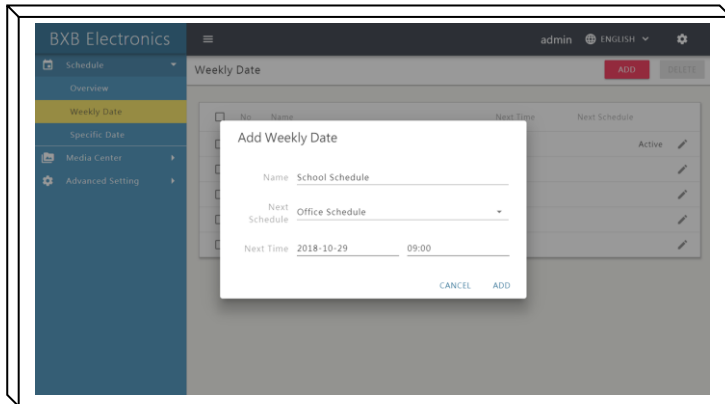 BXB Electronics
admin ENGLISH
Schedule
Weekly Date
ADD DELETE
Overview
Weekly Date
No Name Next Time Next Schedule
Specific Date
Add Weekly Date
Active
Media Center
Name School Schedule
Advanced Setting
Next Schedule Office Schedule
Next Time 2018-10-29 09:00
CANCEL ADD